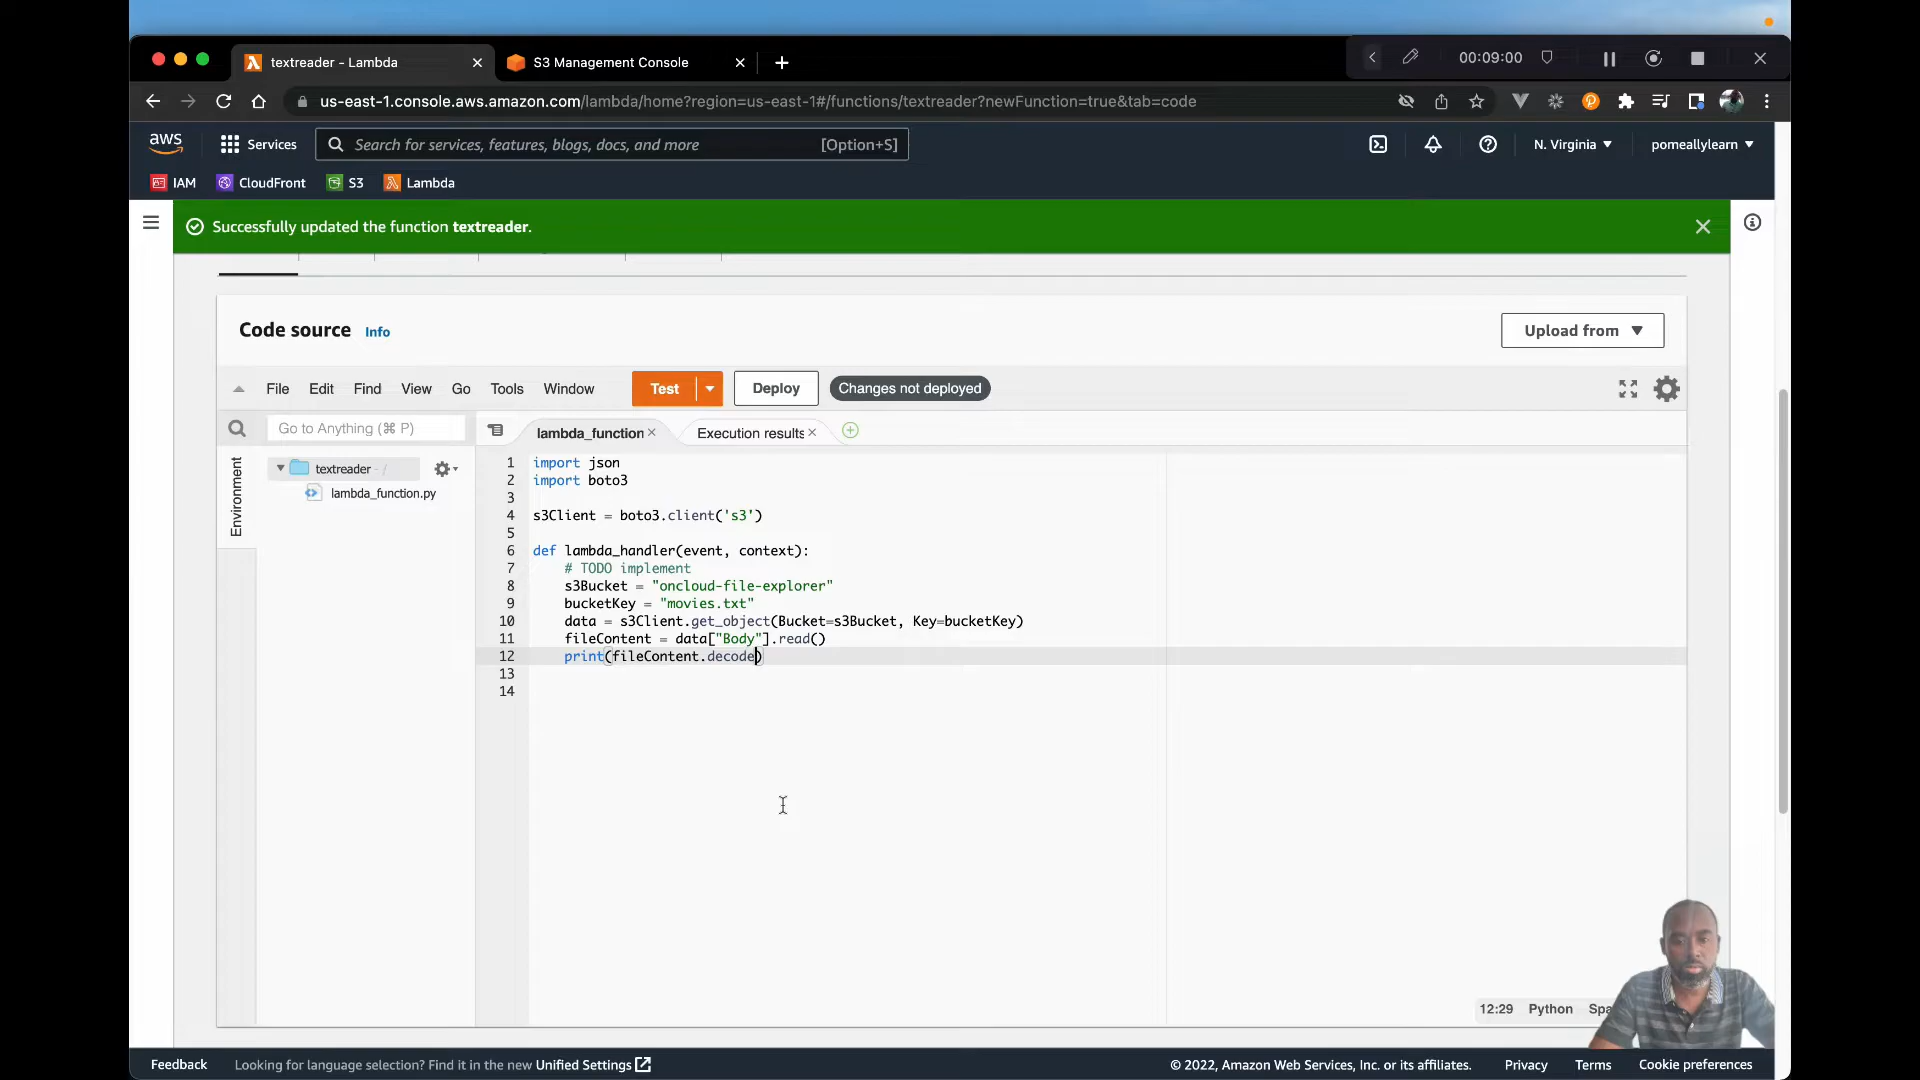 textreader - Lambda
S3 Management Console
00:09:00
us-east-1.console.aws.amazon.com/lambda/home?region=us-east-1#/functions/textreader?newFunction=true&tab=code
aws
Services
Search for services, features, blogs, docs, and more [Option+S]
N. Virginia
pomeallylearn
IAM
CloudFront
S3
Lambda
Successfully updated the function textreader.
Code source Info
Upload from
File Edit Find View Go Tools Window
Test
Deploy
Changes not deployed
Go to Anything (⌘ P)
lambda_function
Execution results
Environment
textreader - /
lambda_function.py
1 import json
2 import boto3
3
4 s3Client = boto3.client('s3')
5
6 def lambda_handler(event, context):
7     # TODO implement
8     s3Bucket = "oncloud-file-explorer"
9     bucketKey = "movies.txt"
10     data = s3Client.get_object(Bucket=s3Bucket, Key=bucketKey)
11     fileContent = data["Body"].read()
12     print(fileContent.decode)
13
14
12:29 Python Spa
Feedback
Looking for language selection? Find it in the new Unified Settings
© 2022, Amazon Web Services, Inc. or its affiliates.
Privacy
Terms
Cookie preferences